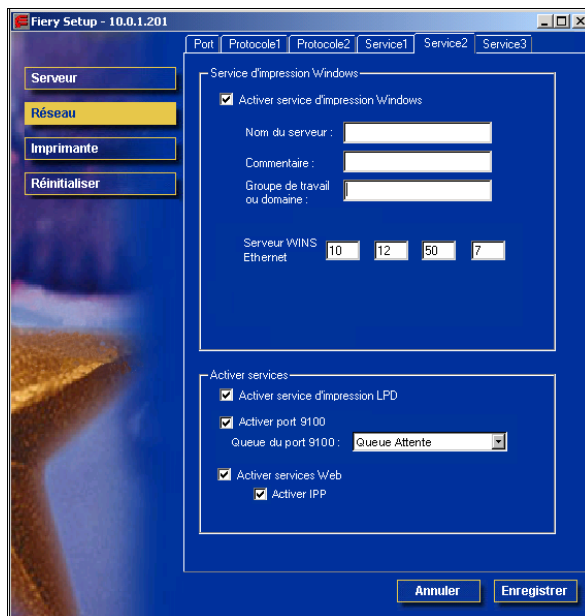 Fiery Setup - 10.0.1.201
Port Protocole1 Protocole2 Service1 Service2 Service3
Serveur
Réseau
Imprimante
Réinitialiser
Service d'impression Windows
Activer service d'impression Windows
Nom du serveur :
Commentaire :
Groupe de travail
ou domaine :
Serveur WINS
Ethernet
10 12 50 7
Activer services
Activer service d'impression LPD
Activer port 9100
Queue du port 9100 : Queue Attente
Activer services Web
Activer IPP
Annuler Enregistrer